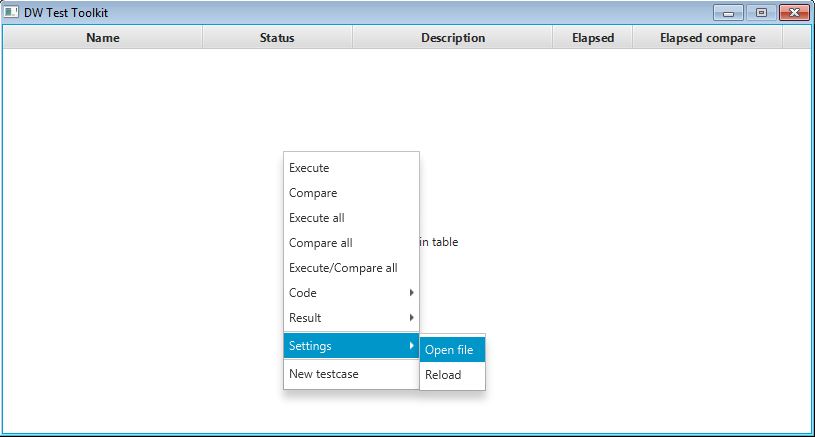 DW Test Toolkit
Name Status Description Elapsed Elapsed compare
Execute
Compare
Execute all
Compare all
in table
Execute/Compare all
Code
Result
Settings
Open file
Reload
New testcase